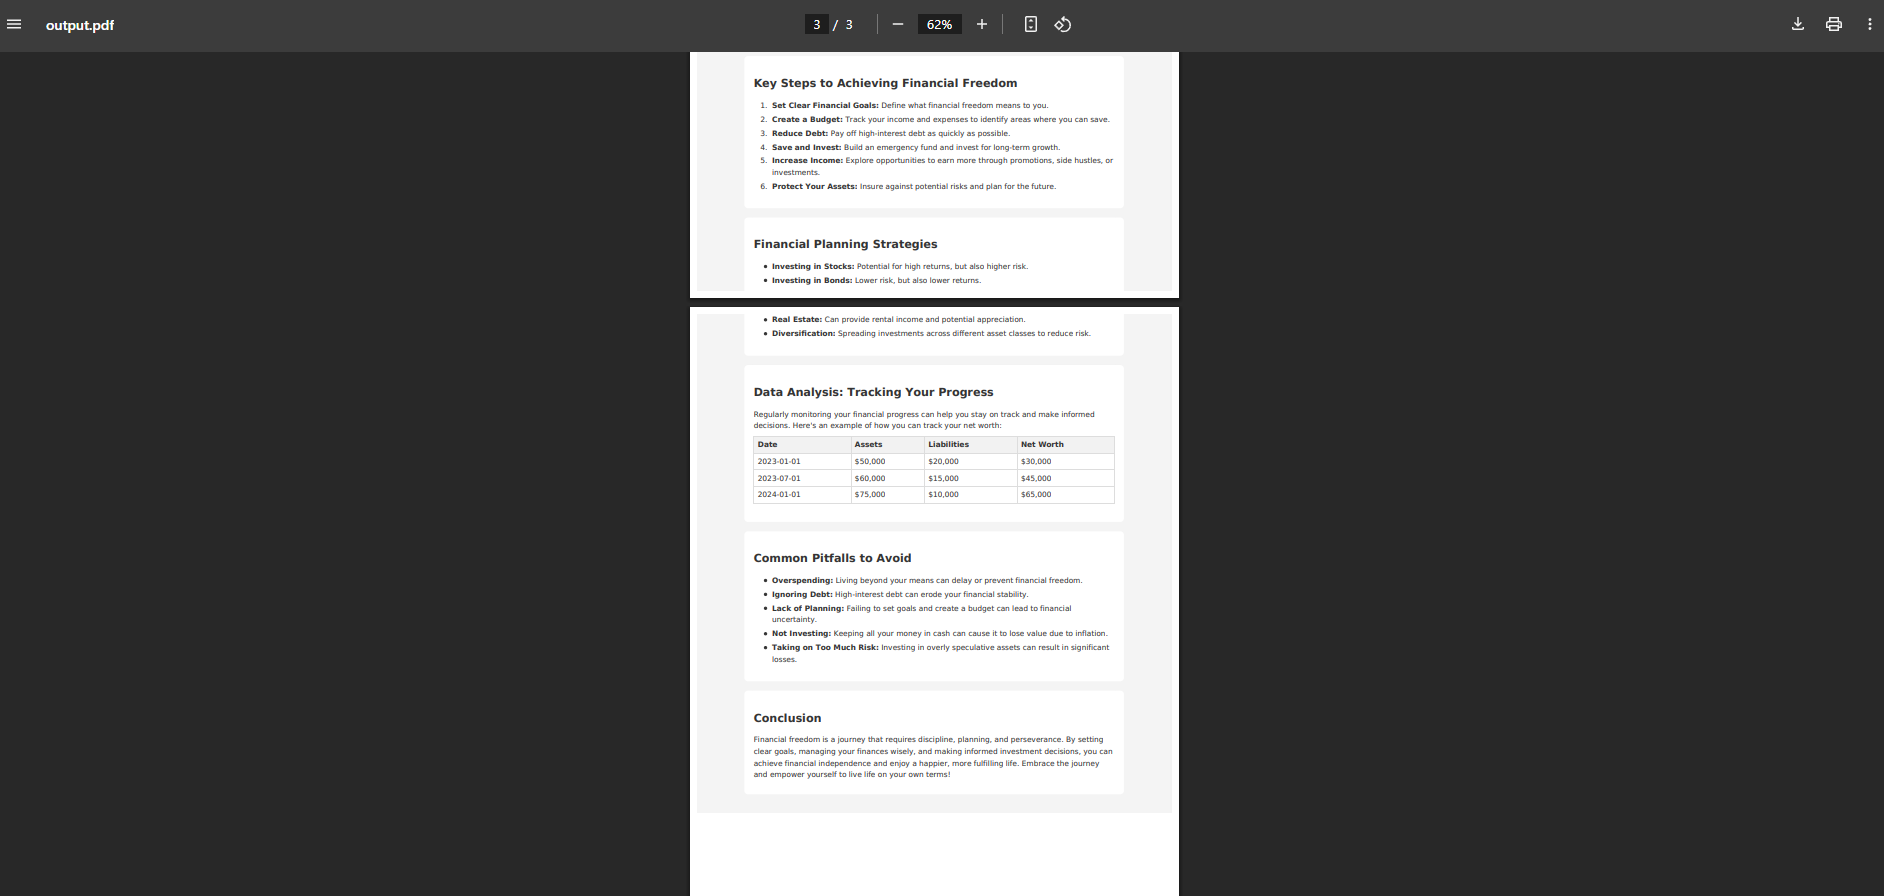 output.pdf
3 / 3
62%
Key Steps to Achieving Financial Freedom
1. Set Clear Financial Goals: Define what financial freedom means to you.
2. Create a Budget: Track your income and expenses to identify areas where you can save.
3. Reduce Debt: Pay off high-interest debt as quickly as possible.
4. Save and Invest: Build an emergency fund and invest for long-term growth.
5. Increase Income: Explore opportunities to earn more through promotions, side hustles, or
investments.
6. Protect Your Assets: Insure against potential risks and plan for the future.
Financial Planning Strategies
• Investing in Stocks: Potential for high returns, but also higher risk.
• Investing in Bonds: Lower risk, but also lower returns.
• Real Estate: Can provide rental income and potential appreciation.
• Diversification: Spreading investments across different asset classes to reduce risk.
Data Analysis: Tracking Your Progress
Regularly monitoring your financial progress can help you stay on track and make informed
decisions. Here's an example of how you can track your net worth:
Date Assets Liabilities Net Worth
2023-01-01 $50,000 $20,000 $30,000
2023-07-01 $60,000 $15,000 $45,000
2024-01-01 $75,000 $10,000 $65,000
Common Pitfalls to Avoid
• Overspending: Living beyond your means can delay or prevent financial freedom.
• Ignoring Debt: High-interest debt can erode your financial stability.
• Lack of Planning: Failing to set goals and create a budget can lead to financial
uncertainty.
• Not Investing: Keeping all your money in cash can cause it to lose value due to inflation.
• Taking on Too Much Risk: Investing in overly speculative assets can result in significant
losses.
Conclusion
Financial freedom is a journey that requires discipline, planning, and perseverance. By setting
clear goals, managing your finances wisely, and making informed investment decisions, you can
achieve financial independence and enjoy a happier, more fulfilling life. Embrace the journey
and empower yourself to live life on your own terms!